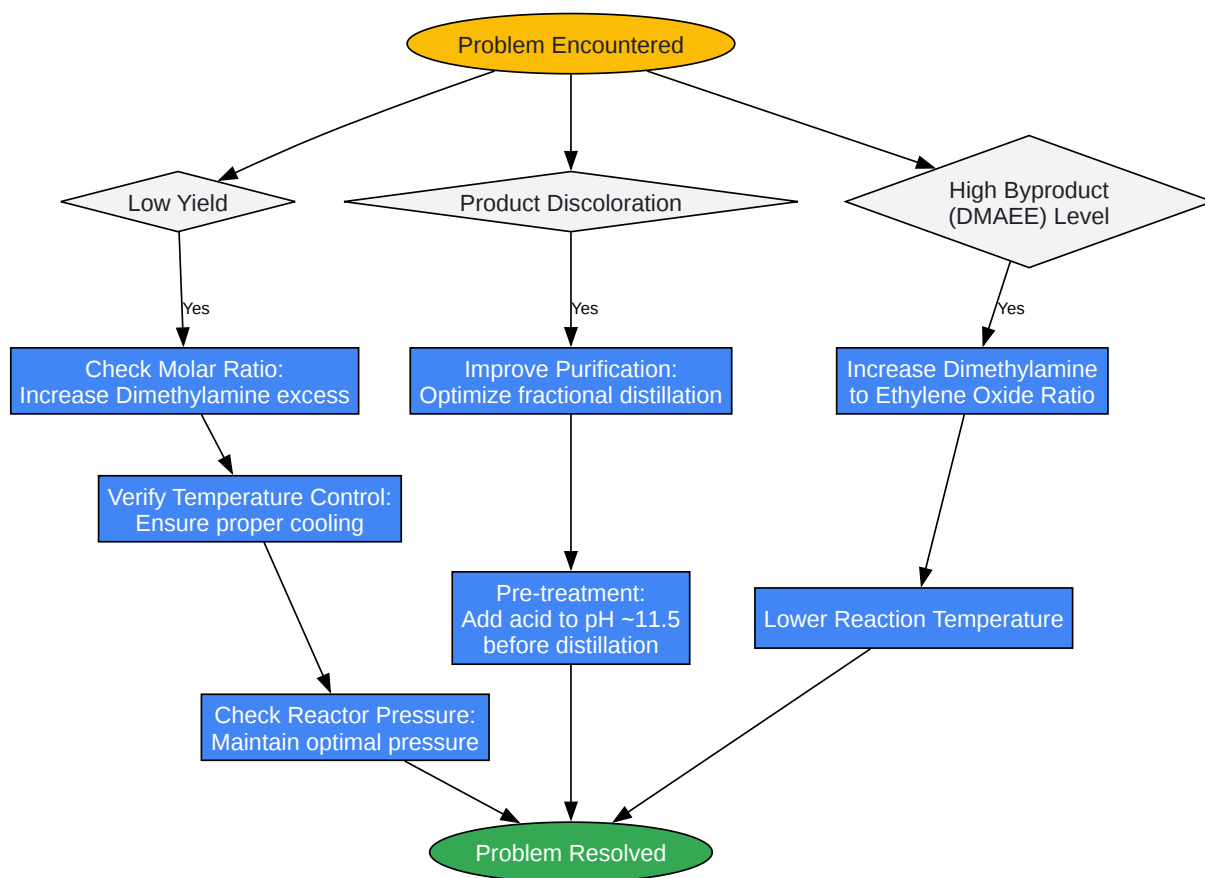 Problem Encountered
Low Yield
Product Discoloration
High Byproduct
(DMAEE) Level
Yes
Yes
Yes
Check Molar Ratio:
Increase Dimethylamine excess
Improve Purification:
Optimize fractional distillation
Increase Dimethylamine
to Ethylene Oxide Ratio
Verify Temperature Control:
Ensure proper cooling
Pre-treatment:
Add acid to pH ~11.5
before distillation
Lower Reaction Temperature
Check Reactor Pressure:
Maintain optimal pressure
Problem Resolved